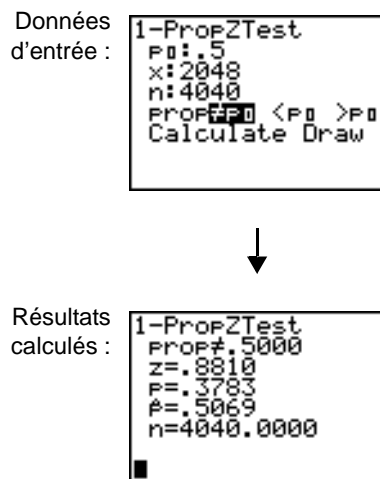 Données
d'entrée :
1-PropZTest
p0:.5
x:2048
n:4040
prop≠p0 <p0 >p0
Calculate Draw
Résultats
calculés :
1-PropZTest
prop≠.5000
z=.8810
p=.3783
p̂=.5069
n=4040.0000